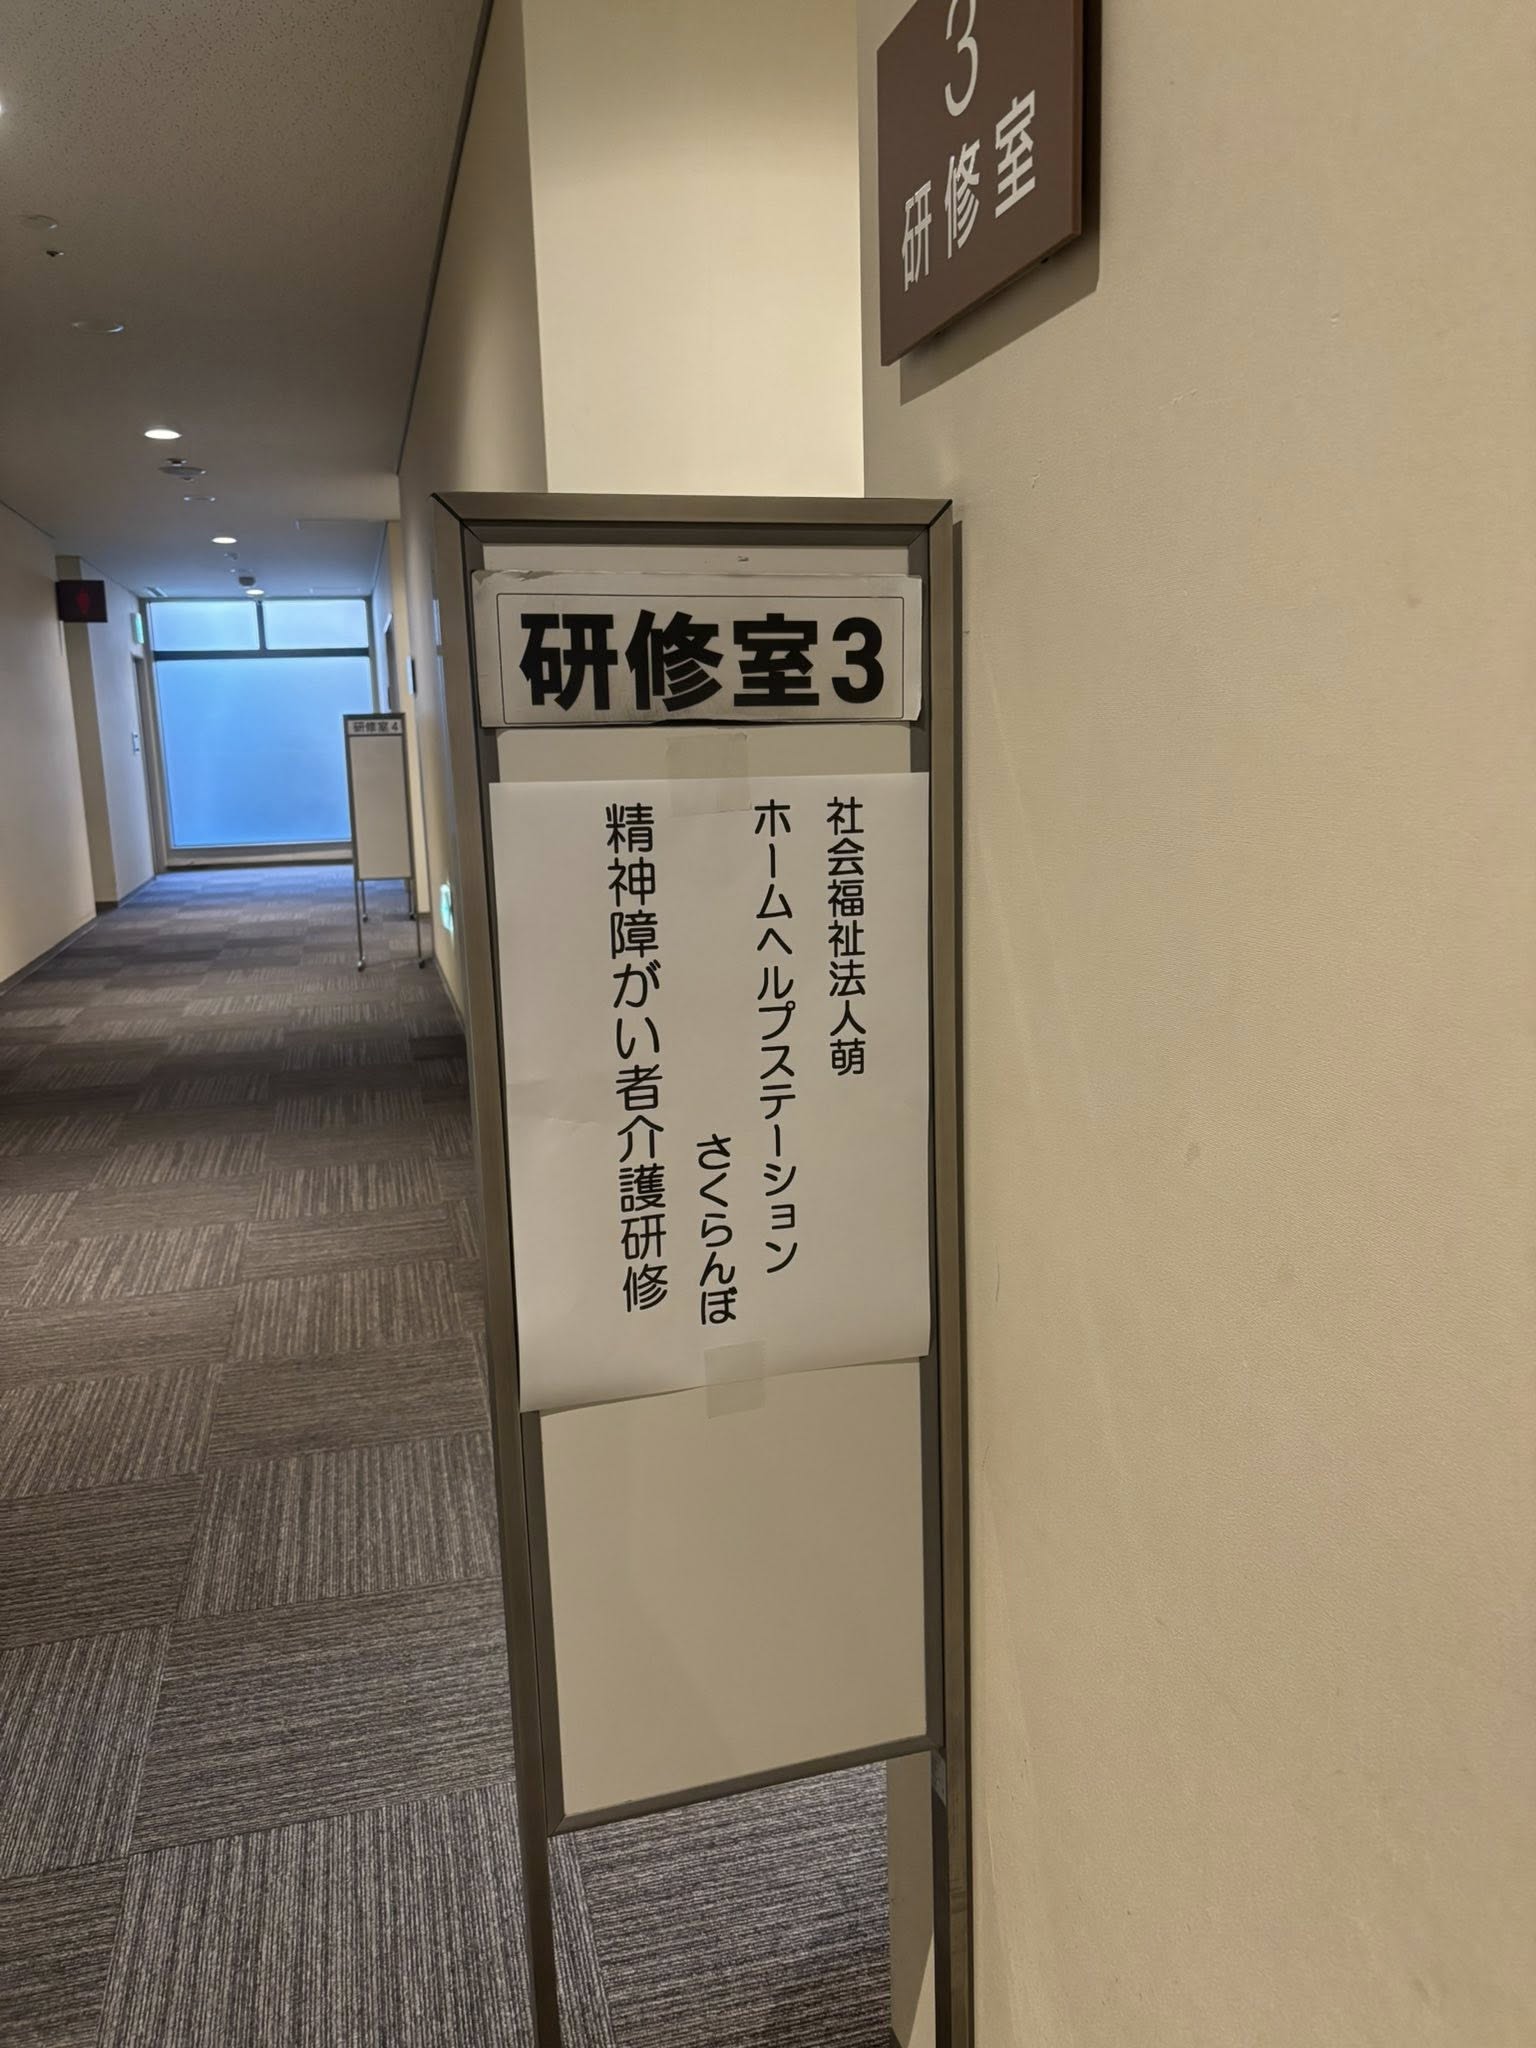 3
研修室
研修室3
社会福祉法人萌
ホームヘルプステーション
さくらんぼ
精神障がい者介護研修
研修室4